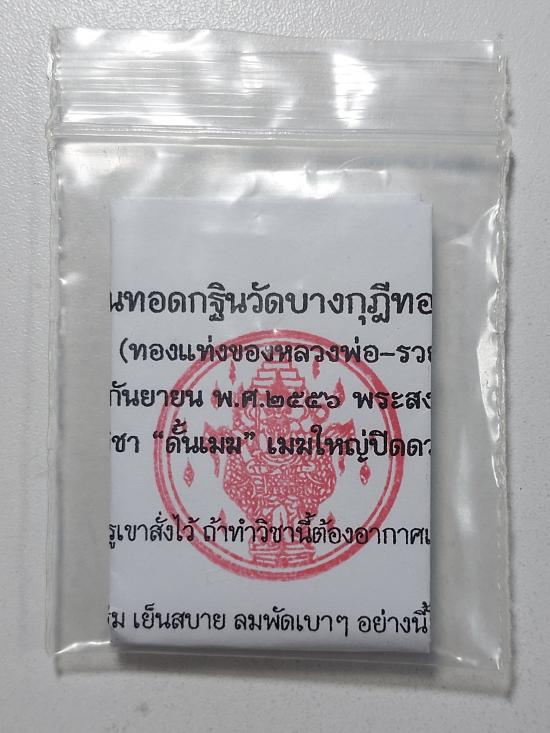 นทอดกฐินวัดบางกุฎีทอ
(ทองแท่งของหลวงพ่อ-รวย
กันยายน พ.ศ.๒๕๕๖ พระสง
ชา “ดั้นเมฆ” เมฆใหญ่ปิดดว
รูเขาสั่งไว้ ถ้าทำวิชานี้ต้องอากาศเ
ร่ม เย็นสบาย ลมพัดเบาๆ อย่างนี้